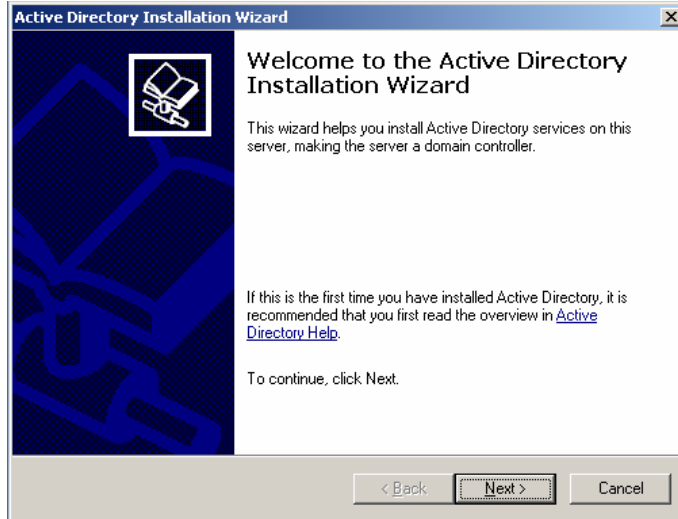 Active Directory Installation Wizard
Welcome to the Active Directory
Installation Wizard
This wizard helps you install Active Directory services on this
server, making the server a domain controller.
If this is the first time you have installed Active Directory, it is
recommended that you first read the overview in Active
Directory Help.
To continue, click Next.
< Back Next > Cancel